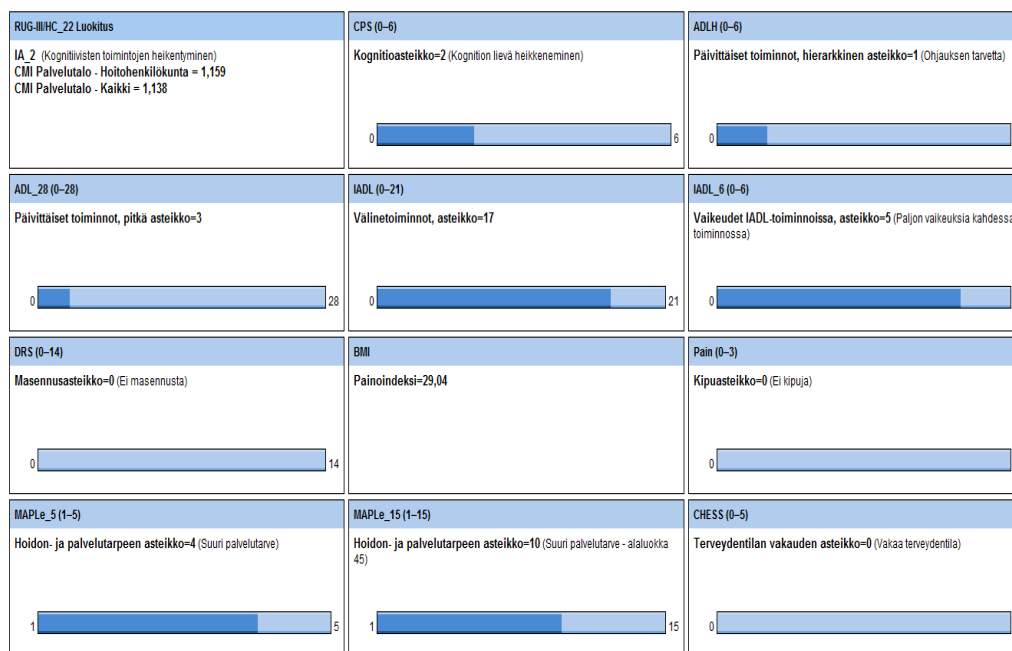 RUG-III/HC_22 Luokitus
IA_2 (Kognitiivisten toimintojen heikentyminen)
CMI Palvelutalo - Hoitohenkilökunta = 1,159
CMI Palvelutalo - Kaikki = 1,138
CPS (0–6)
Kognitioasteikko=2 (Kognition lievä heikkeneminen)
0 6
ADLH (0–6)
Päivittäiset toiminnot, hierarkkinen asteikko=1 (Ohjauksen tarvetta)
0
ADL_28 (0–28)
Päivittäiset toiminnot, pitkä asteikko=3
0 28
IADL (0–21)
Välinetoiminnot, asteikko=17
0 21
IADL_6 (0–6)
Vaikeudet IADL-toiminnoissa, asteikko=5 (Paljon vaikeuksia kahdessa
toiminnossa)
0
DRS (0–14)
Masennusasteikko=0 (Ei masennusta)
0 14
BMI
Painoindeksi=29,04
Pain (0–3)
Kipuasteikko=0 (Ei kipuja)
0
MAPLe_5 (1–5)
Hoidon- ja palvelutarpeen asteikko=4 (Suuri palvelutarve)
1 5
MAPLe_15 (1–15)
Hoidon- ja palvelutarpeen asteikko=10 (Suuri palvelutarve - alaluokka
45)
1 15
CHESS (0–5)
Terveydentilan vakauden asteikko=0 (Vakaa terveydentila)
0